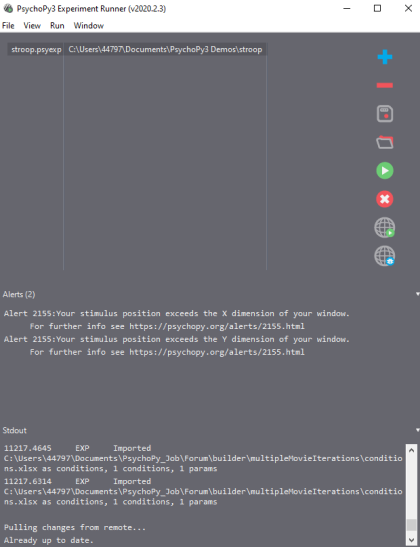 PsychoPy3 Experiment Runner (v2020.2.3)
File View Run Window
stroop.psyexp C:\Users\44797\Documents\PsychoPy3 Demos\stroop
Alerts (2)
Alert 2155:Your stimulus position exceeds the X dimension of your window.
For further info see https://psychopy.org/alerts/2155.html
Alert 2155:Your stimulus position exceeds the Y dimension of your window.
For further info see https://psychopy.org/alerts/2155.html
Stdout
11217.4645 EXP Imported
C:\Users\44797\Documents\PsychoPy_Job\Forum\builder\multipleMovieIterations\conditio
ns.xlsx as conditions, 1 conditions, 1 params
11217.6314 EXP Imported
C:\Users\44797\Documents\PsychoPy_Job\Forum\builder\multipleMovieIterations\conditio
ns.xlsx as conditions, 1 conditions, 1 params
Pulling changes from remote...
Already up to date.